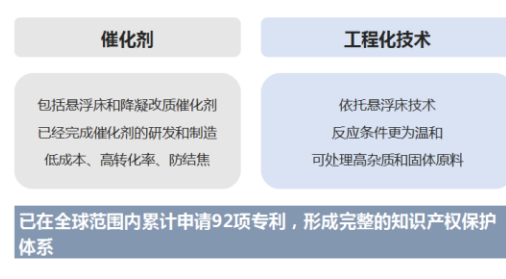 催化剂
包括悬浮床和降凝改质催化剂
已经完成催化剂的研发和制造
低成本、高转化率、防结焦
工程化技术
依托悬浮床技术
反应条件更为温和
可处理高杂质和固体原料
已在全球范围内累计申请92项专利，形成完整的知识产权保护
体系